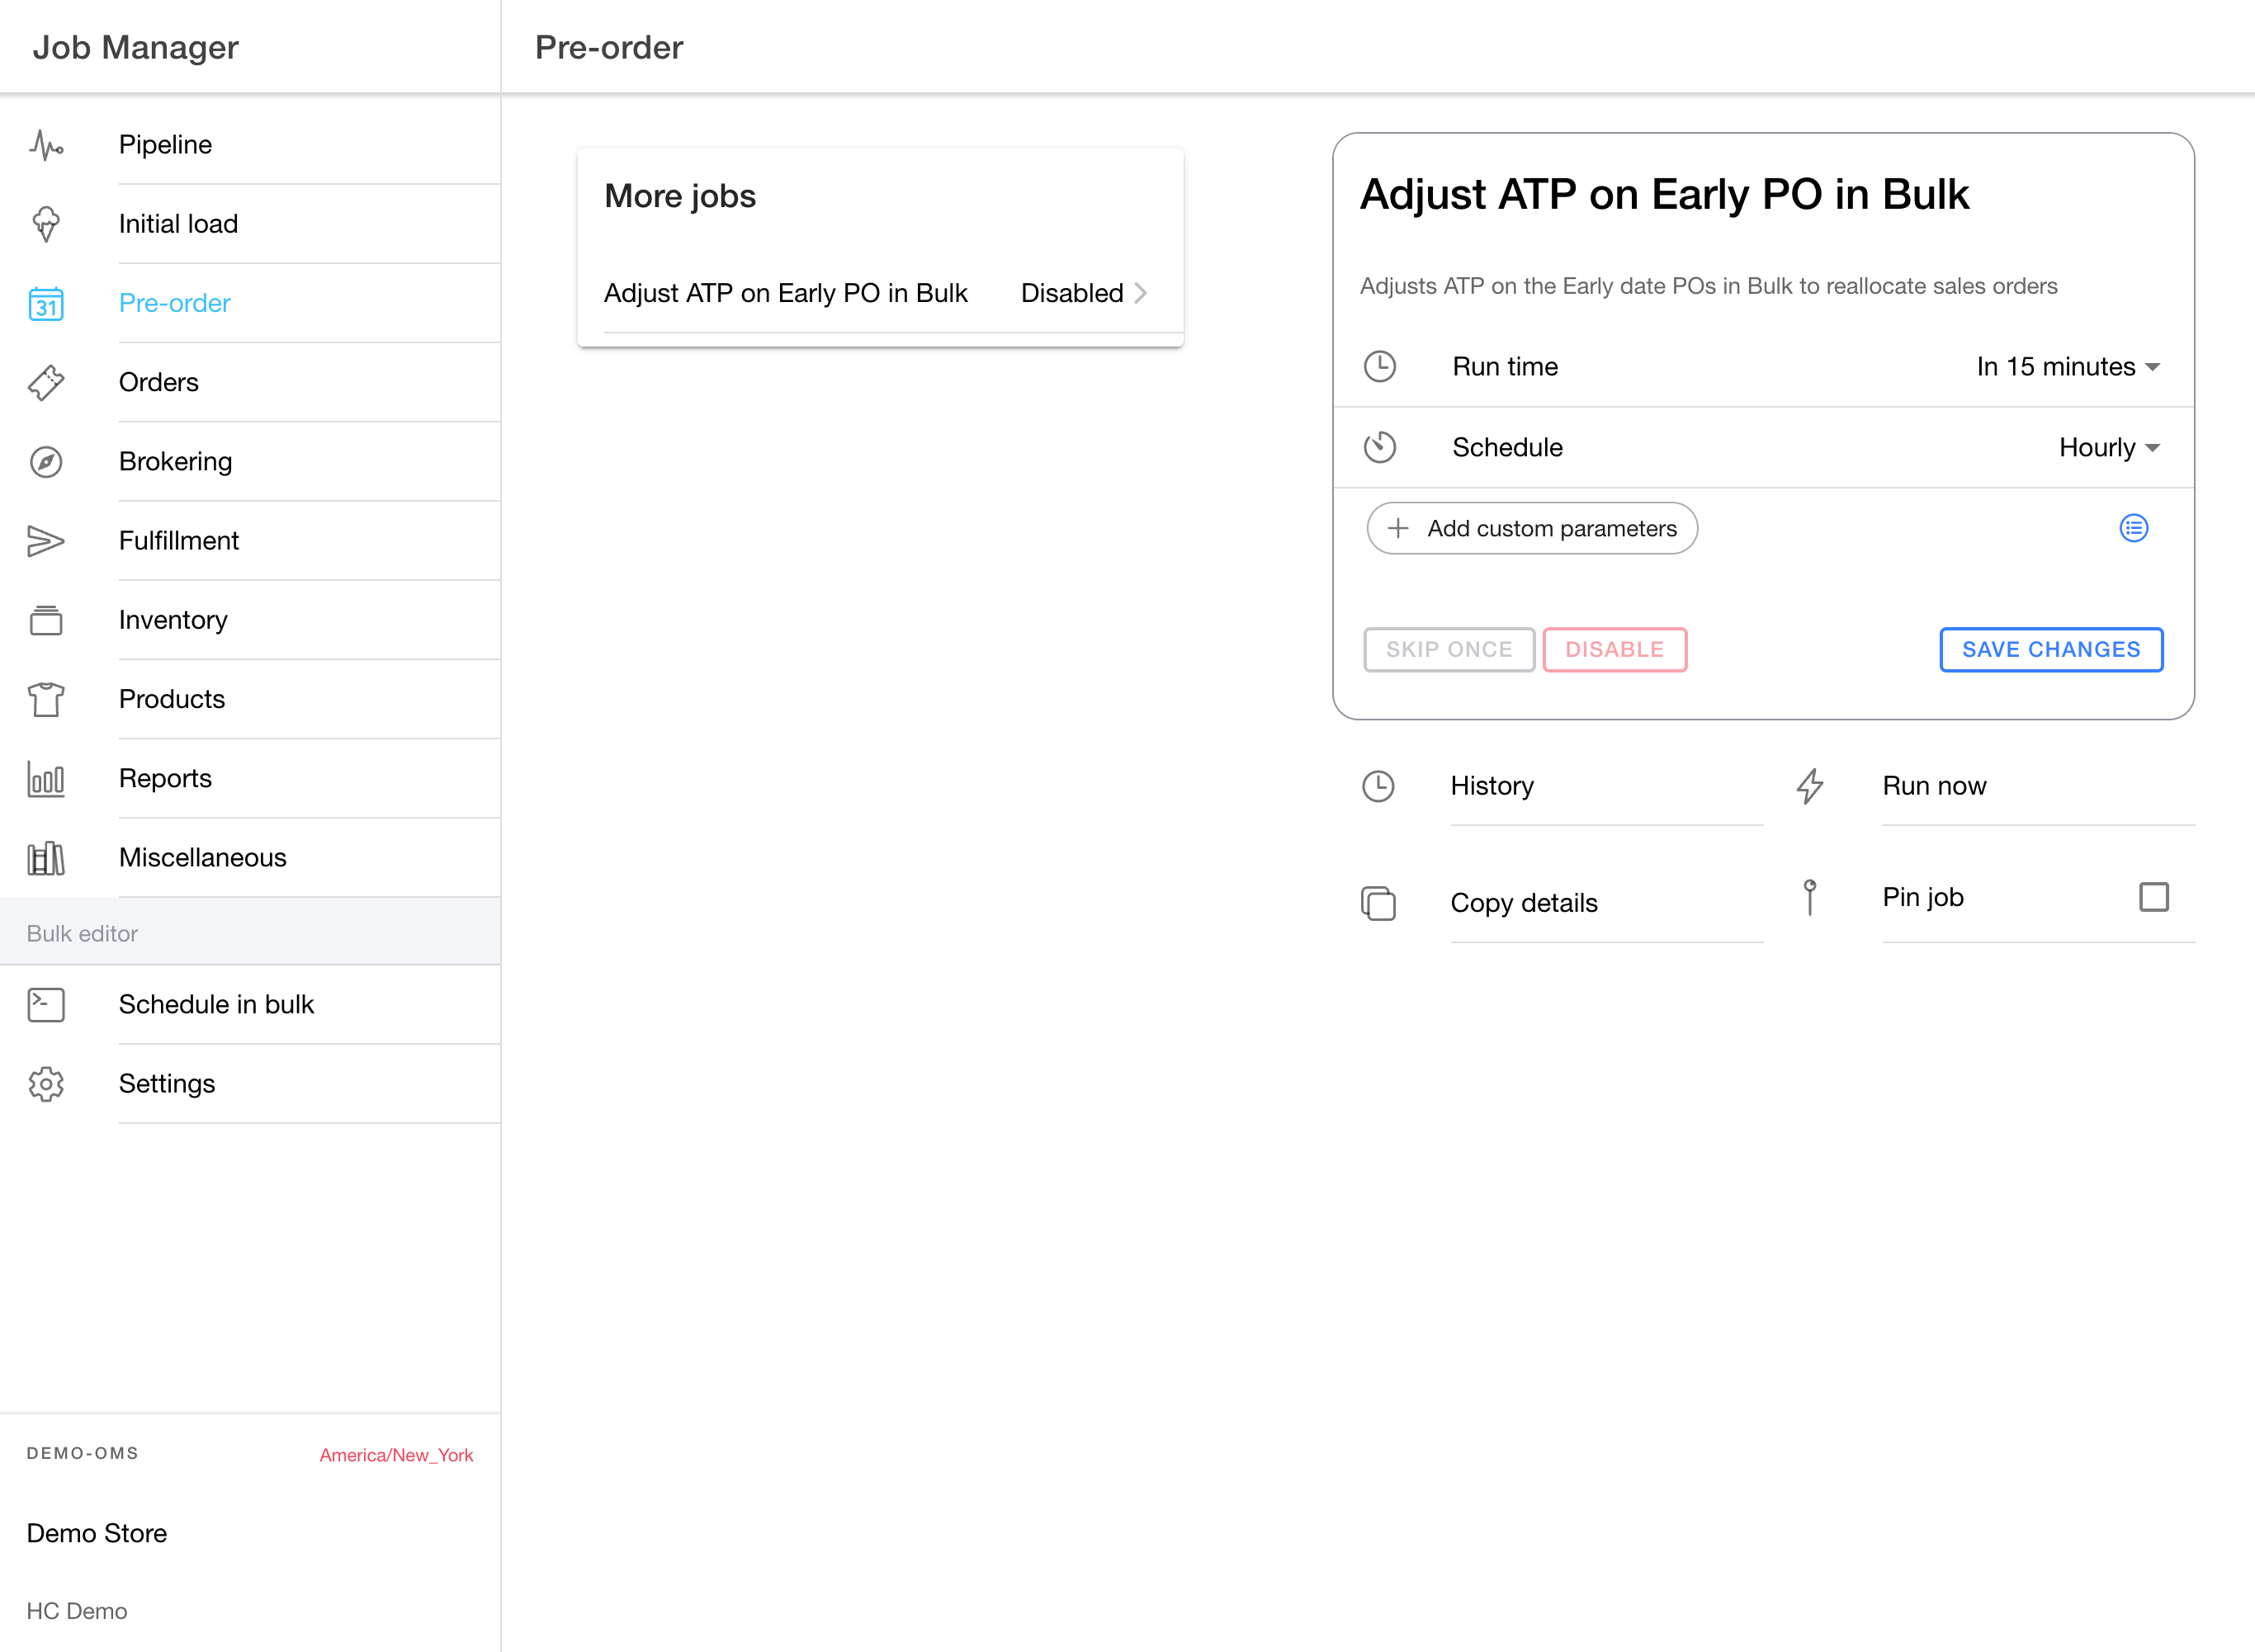 Job Manager
Pre-order
Pipeline
Initial load
31
Pre-order
Orders
Brokering
Fulfillment
Inventory
Products
Reports
Miscellaneous
Bulk editor
Schedule in bulk
Settings
DEMO-OMS
America/New_York
Demo Store
HC Demo
More jobs
Adjust ATP on Early PO in Bulk
Disabled
Adjust ATP on Early PO in Bulk
Adjusts ATP on the Early date POs in Bulk to reallocate sales orders
Run time
In 15 minutes
Schedule
Hourly
Add custom parameters
SKIP ONCE
DISABLE
SAVE CHANGES
History
Run now
Copy details
Pin job